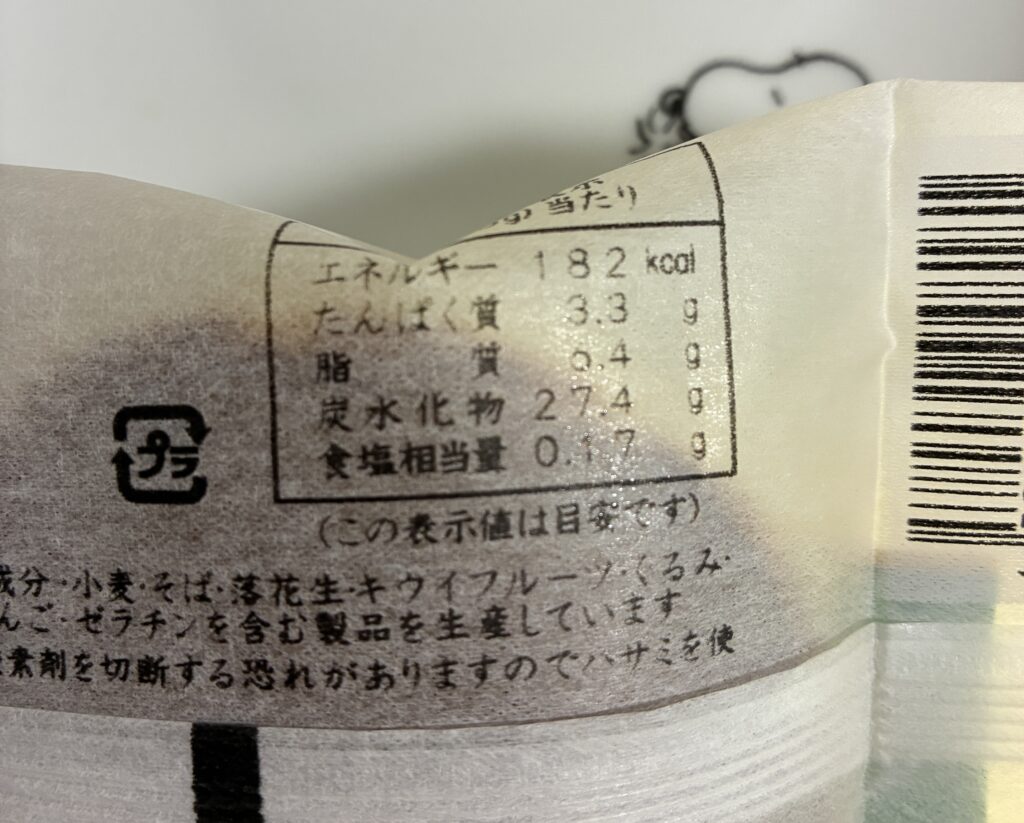 当たり
エネルギー 182 kcal
たんぱく質 3.3 g
脂質 g
炭水化物 27.4 g
食塩相当量 0.17 g
プラ
(この表示値は目安です)
成分・小麦・そば・落花生・キウイフルーツ・くるみ・
んご・ゼラチンを含む製品を生産しています
素剤を切断する恐れがありますのでハサミを使